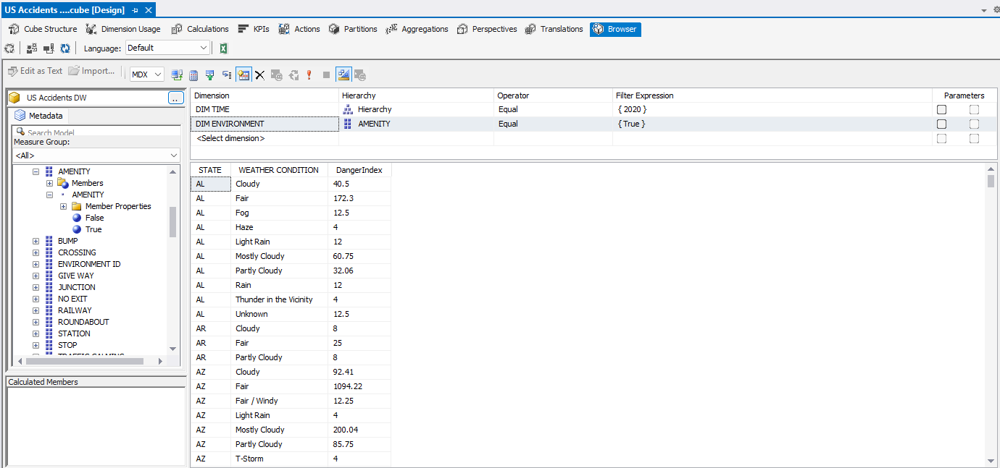 US Accidents ....cube [Design]
Cube Structure Dimension Usage Calculations KPIs Actions Partitions Aggregations Perspectives Translations Browser
Language: Default
Edit as Text Import... MDX
US Accidents DW ..
Metadata
Search Model
Measure Group:
<All>
AMENITY
Members
AMENITY
Member Properties
False
True
BUMP
CROSSING
ENVIRONMENT ID
GIVE WAY
JUNCTION
NO EXIT
RAILWAY
ROUNDABOUT
STATION
STOP
TRAFFIC CALMING
Calculated Members
Dimension Hierarchy Operator Filter Expression Parameters
DIM TIME Hierarchy Equal { 2020 }
DIM ENVIRONMENT AMENITY Equal { True }
<Select dimension>
STATE WEATHER CONDITION DangerIndex
AL Cloudy 40.5
AL Fair 172.3
AL Fog 12.5
AL Haze 4
AL Light Rain 12
AL Mostly Cloudy 60.75
AL Partly Cloudy 32.06
AL Rain 12
AL Thunder in the Vicinity 4
AL Unknown 12.5
AR Cloudy 8
AR Fair 25
AR Partly Cloudy 8
AZ Cloudy 92.41
AZ Fair 1094.22
AZ Fair / Windy 12.25
AZ Light Rain 4
AZ Mostly Cloudy 200.04
AZ Partly Cloudy 85.75
AZ T-Storm 4